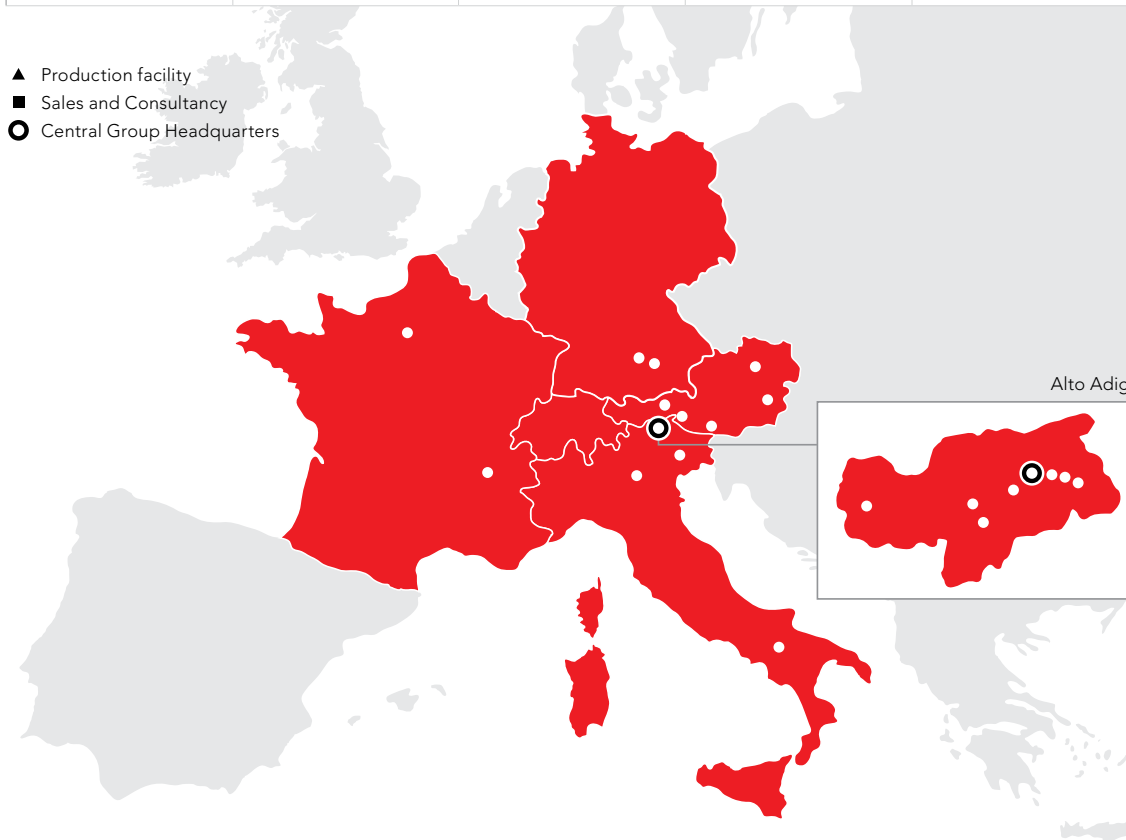 Production facility
Sales and Consultancy
Central Group Headquarters
Alto Adig